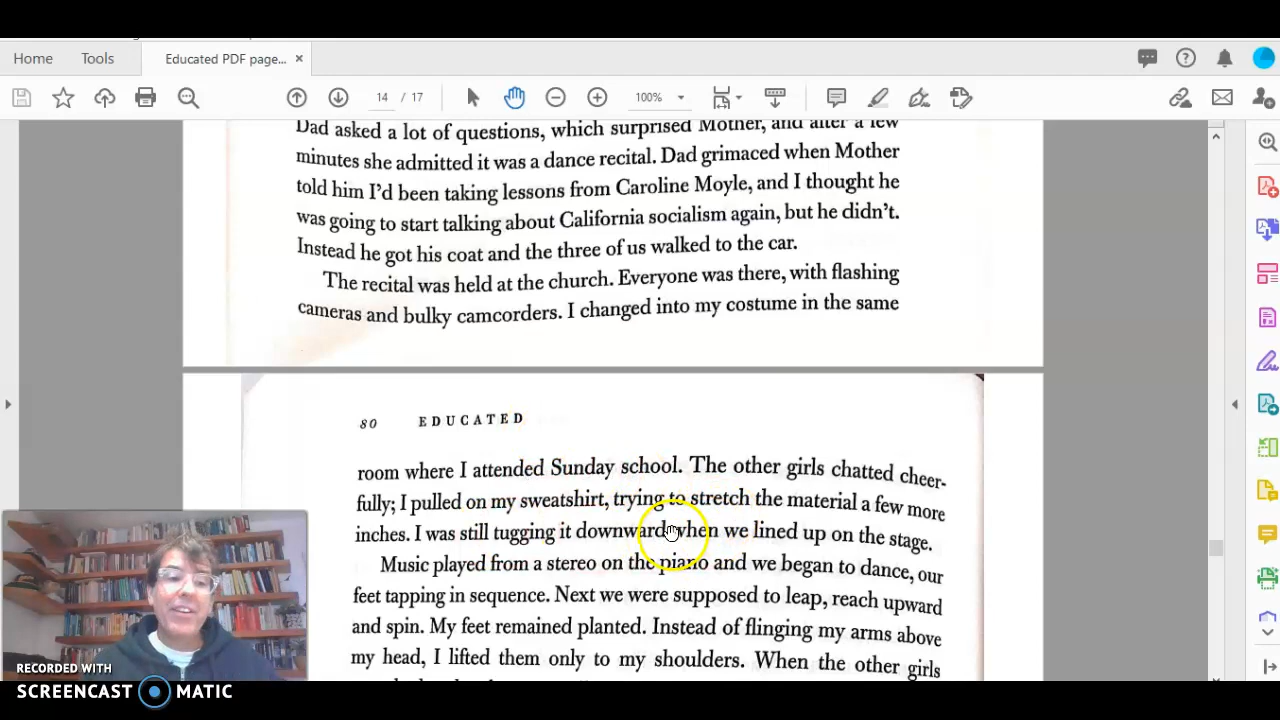 Home
Tools
Educated PDF page...
14 / 17
100%
Dad asked a lot of questions, which surprised Mother, and after a few
minutes she admitted it was a dance recital. Dad grimaced when Mother
told him I'd been taking lessons from Caroline Moyle, and I thought he
was going to start talking about California socialism again, but he didn't.
Instead he got his coat and the three of us walked to the car.
The recital was held at the church. Everyone was there, with flashing
cameras and bulky camcorders. I changed into my costume in the same
80 EDUCATED
room where I attended Sunday school. The other girls chatted cheer-
fully; I pulled on my sweatshirt, trying to stretch the material a few more
inches. I was still tugging it downward when we lined up on the stage.
Music played from a stereo on the piano and we began to dance, our
feet tapping in sequence. Next we were supposed to leap, reach upward
and spin. My feet remained planted. Instead of flinging my arms above
my head, I lifted them only to my shoulders. When the other girls
RECORDED WITH
SCREENCAST MATIC